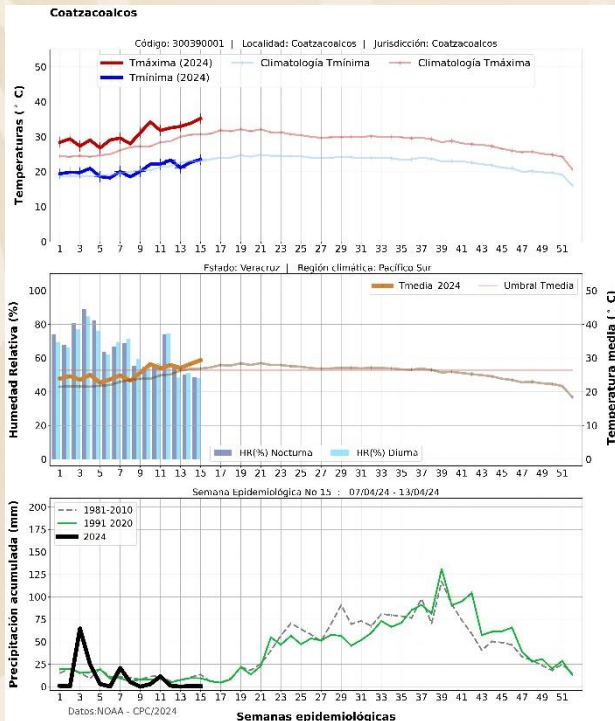 Coatzacoalcos
Código: 300390001 | Localidad: Coatzacoalcos | Jurisdicción: Coatzacoalcos
Tmáxima (2024)
Climatología Tmínima
Climatología Tmáxima
Tmínima (2024)
Temperaturas (° C)
50
40
30
20
10
0
1 3 5 7 9 11 13 15 17 19 21 23 25 27 29 31 33 35 37 39 41 43 45 47 49 51
Estado: Veracruz | Región climática: Pacífico Sur
Tmedia 2024
Umbral Tmedia
HR(%) Nocturna
HR(%) Diurna
Humedad Relativa (%)
100
80
60
40
20
0
Temperatura media (° C)
50
40
30
20
10
0
1 3 5 7 9 11 13 15 17 19 21 23 25 27 29 31 33 35 37 39 41 43 45 47 49 51
Semana Epidemiológica No 15 : 07/04/24 - 13/04/24
1981-2010
1991 2020
2024
Precipitación acumulada (mm)
200
175
150
125
100
75
50
25
0
1 3 5 7 9 11 13 15 17 19 21 23 25 27 29 31 33 35 37 39 41 43 45 47 49 51
Datos:NOAA - CPC/2024
Semanas epidemiológicas